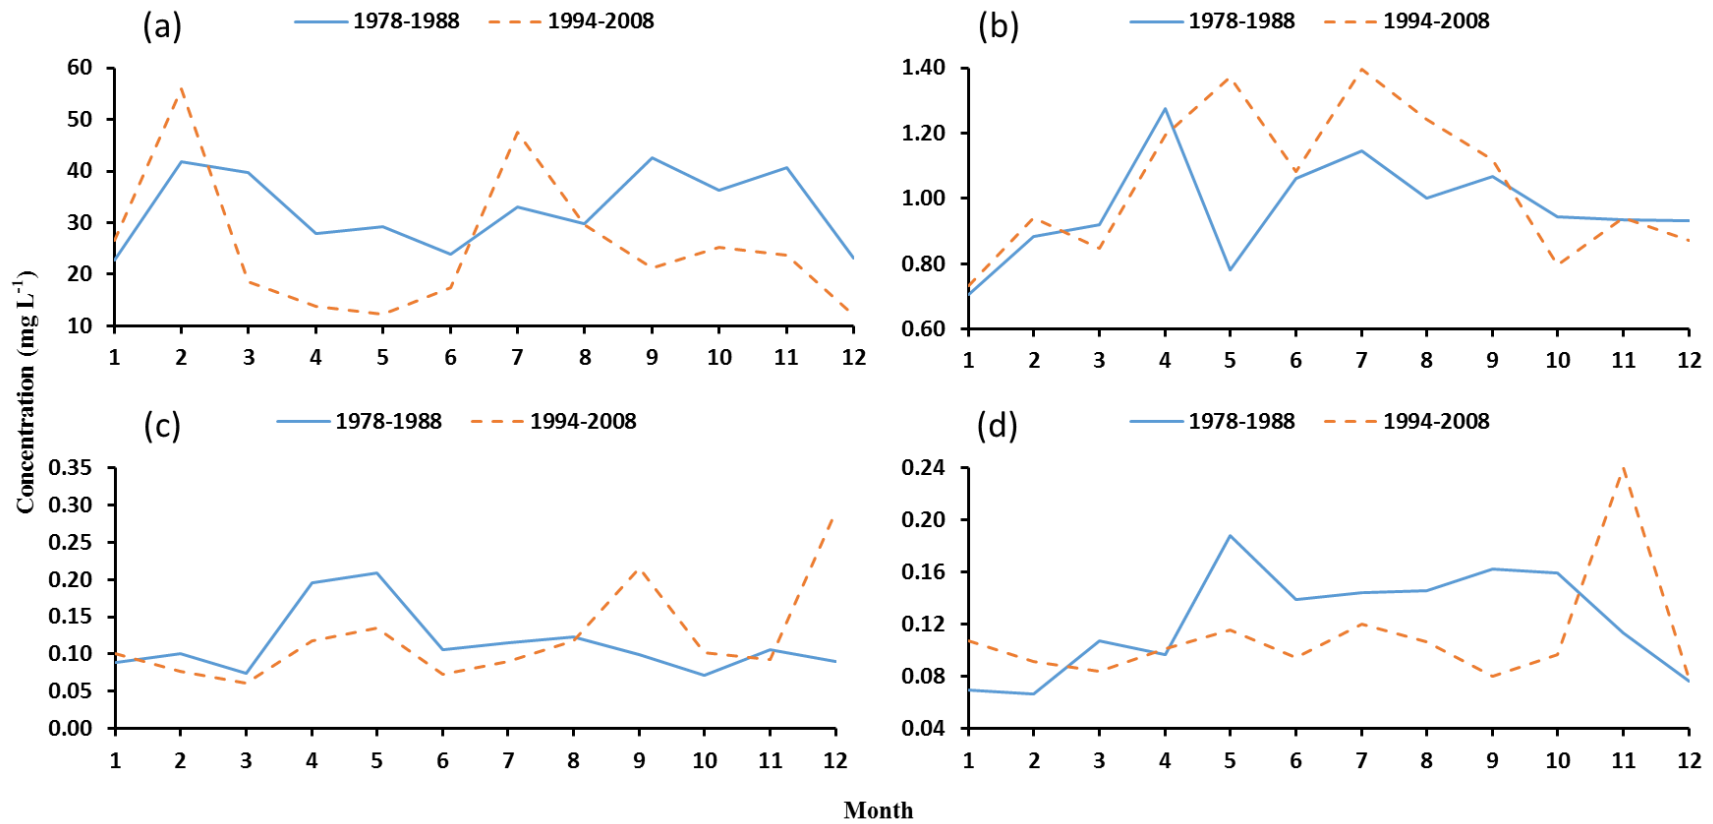 (a)
1978-1988 1994-2008
60
50
40
30
20
10
1 2 3 4 5 6 7 8 9 10 11 12
(b)
1978-1988 1994-2008
1.40
1.20
1.00
0.80
0.60
1 2 3 4 5 6 7 8 9 10 11 12
Concentration (mg L⁻¹)
(c)
1978-1988 1994-2008
0.35
0.30
0.25
0.20
0.15
0.10
0.05
0.00
1 2 3 4 5 6 7 8 9 10 11 12
(d)
1978-1988 1994-2008
0.24
0.20
0.16
0.12
0.08
0.04
1 2 3 4 5 6 7 8 9 10 11 12
Month